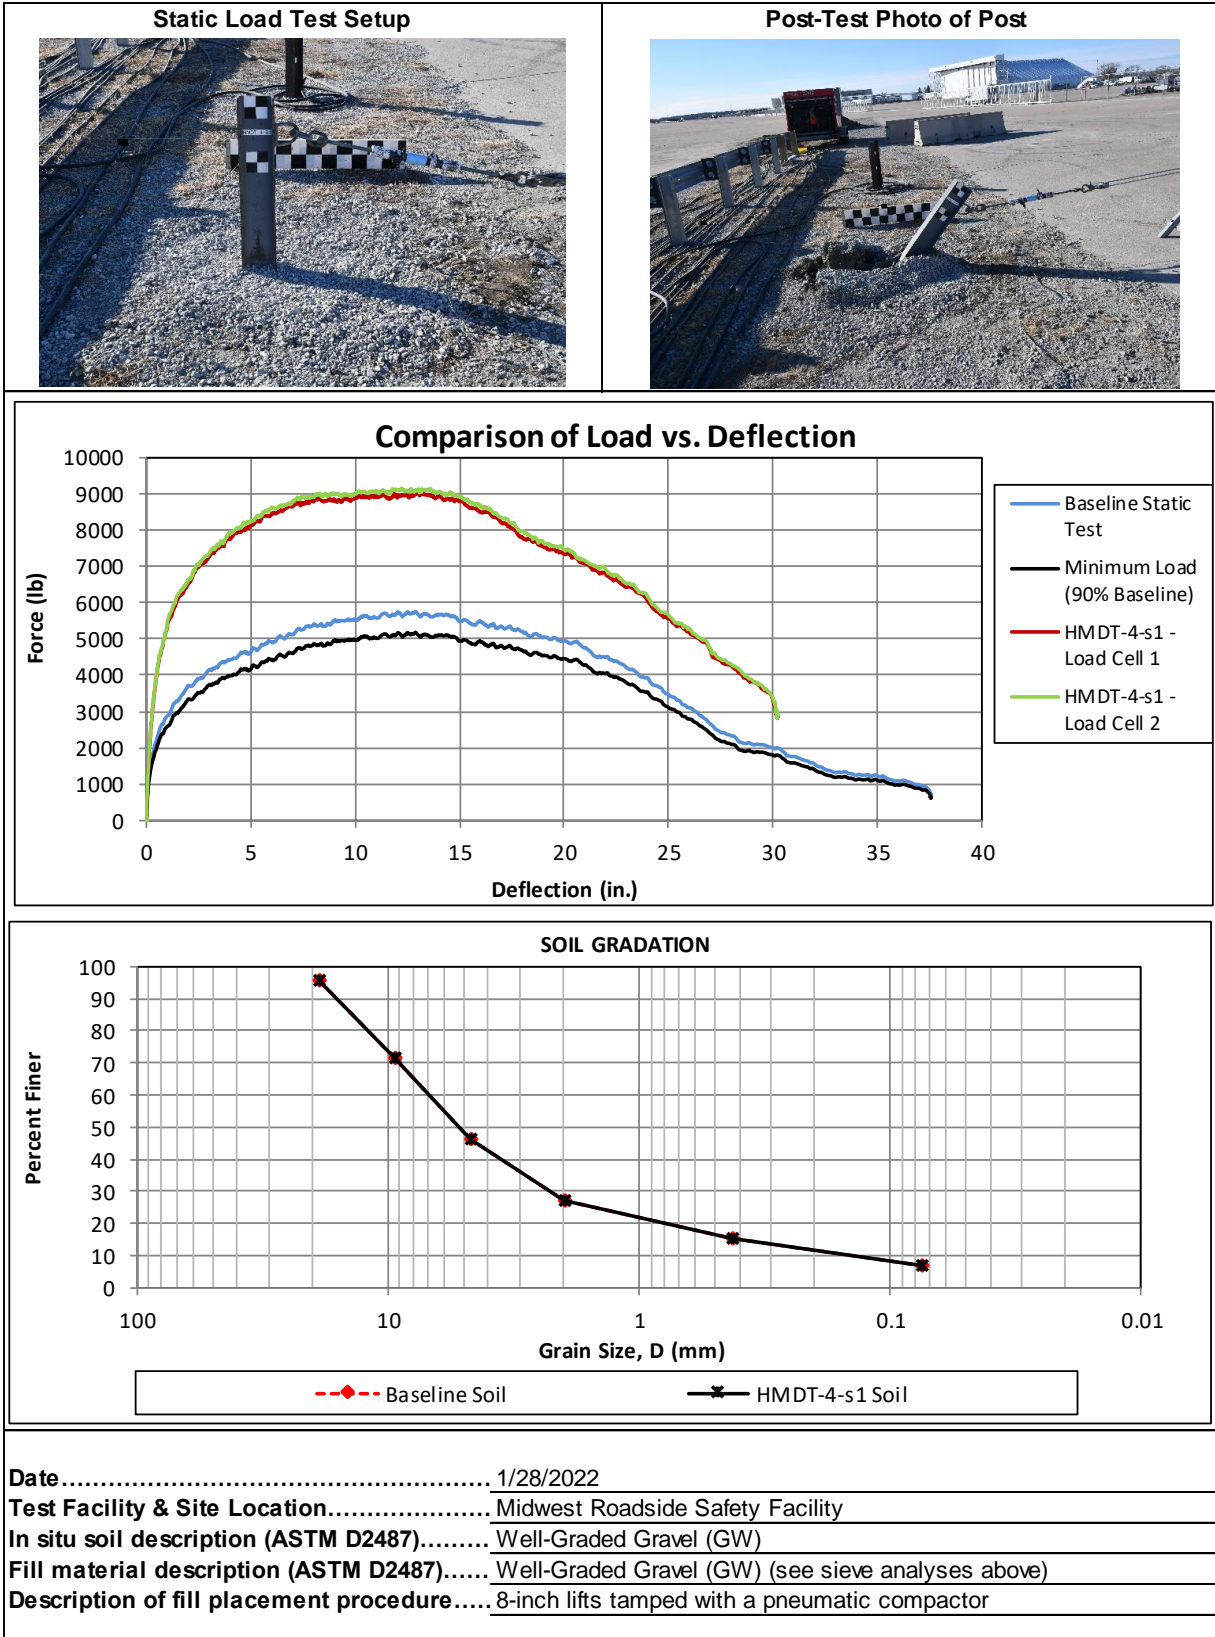 Static Load Test Setup
Post-Test Photo of Post
Comparison of Load vs. Deflection
10000
9000
8000
7000
6000
5000
4000
3000
2000
1000
0
Force (lb)
0 5 10 15 20 25 30 35 40
Deflection (in.)
Baseline Static
Test
Minimum Load
(90% Baseline)
HMDT-4-s1 -
Load Cell 1
HMDT-4-s1 -
Load Cell 2
SOIL GRADATION
100
90
80
70
60
50
40
30
20
10
0
Percent Finer
100 10 1 0.1 0.01
Grain Size, D (mm)
Baseline Soil
HMDT-4-s1 Soil
Date...................................................... 1/28/2022
Test Facility & Site Location..................... Midwest Roadside Safety Facility
In situ soil description (ASTM D2487)......... Well-Graded Gravel (GW)
Fill material description (ASTM D2487)...... Well-Graded Gravel (GW) (see sieve analyses above)
Description of fill placement procedure..... 8-inch lifts tamped with a pneumatic compactor